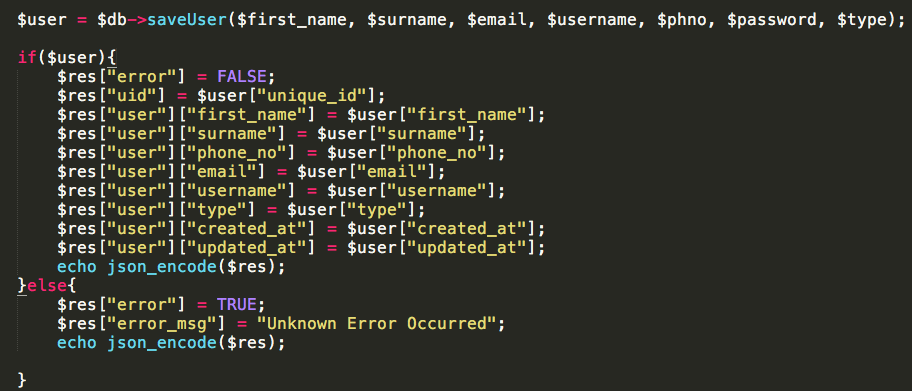 $user = $db->saveUser($first_name, $surname, $email, $username, $phno, $password, $type);
if($user){
$res["error"] = FALSE;
$res["uid"] = $user["unique_id"];
$res["user"]["first_name"] = $user["first_name"];
$res["user"]["surname"] = $user["surname"];
$res["user"]["phone_no"] = $user["phone_no"];
$res["user"]["email"] = $user["email"];
$res["user"]["username"] = $user["username"];
$res["user"]["type"] = $user["type"];
$res["user"]["created_at"] = $user["created_at"];
$res["user"]["updated_at"] = $user["updated_at"];
echo json_encode($res);
}else{
$res["error"] = TRUE;
$res["error_msg"] = "Unknown Error Occurred";
echo json_encode($res);
}